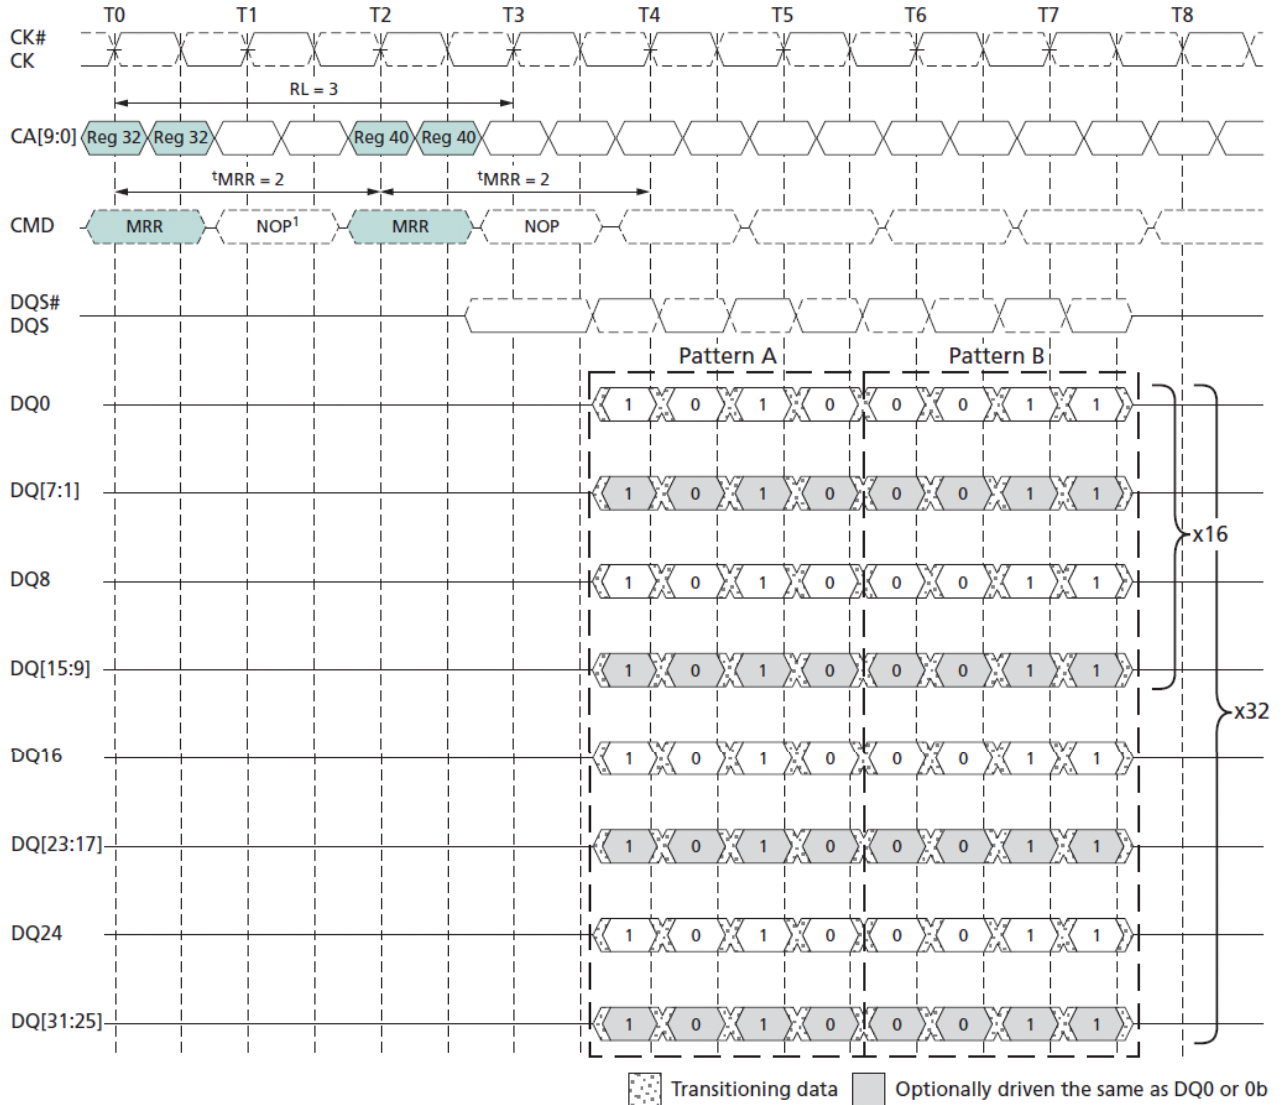 T0 T1 T2 T3 T4 T5 T6 T7 T8
CK#
CK
RL = 3
CA[9:0] Reg 32 Reg 32 Reg 40 Reg 40
tMRR = 2 tMRR = 2
CMD MRR NOP1 MRR NOP
DQS#
DQS
Pattern A Pattern B
DQ0 1 0 1 0 0 0 1 1
DQ[7:1] 1 0 1 0 0 0 1 1
x16
DQ8 1 0 1 0 0 0 1 1
DQ[15:9] 1 0 1 0 0 0 1 1
x32
DQ16 1 0 1 0 0 0 1 1
DQ[23:17] 1 0 1 0 0 0 1 1
DQ24 1 0 1 0 0 0 1 1
DQ[31:25] 1 0 1 0 0 0 1 1
Transitioning data Optionally driven the same as DQ0 or 0b